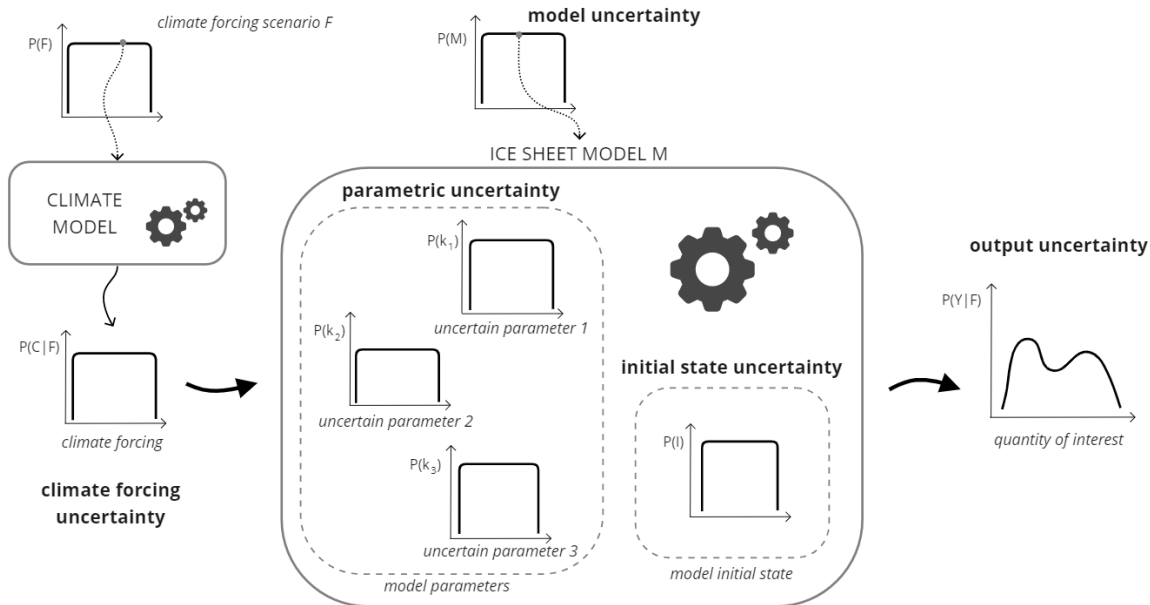 climate forcing scenario F
P(F)
model uncertainty
P(M)
CLIMATE
MODEL
P(C|F)
climate forcing
climate forcing
uncertainty
ICE SHEET MODEL M
parametric uncertainty
P(k₁)
uncertain parameter 1
P(k₂)
uncertain parameter 2
P(k₃)
uncertain parameter 3
model parameters
initial state uncertainty
P(I)
model initial state
output uncertainty
P(Y|F)
quantity of interest